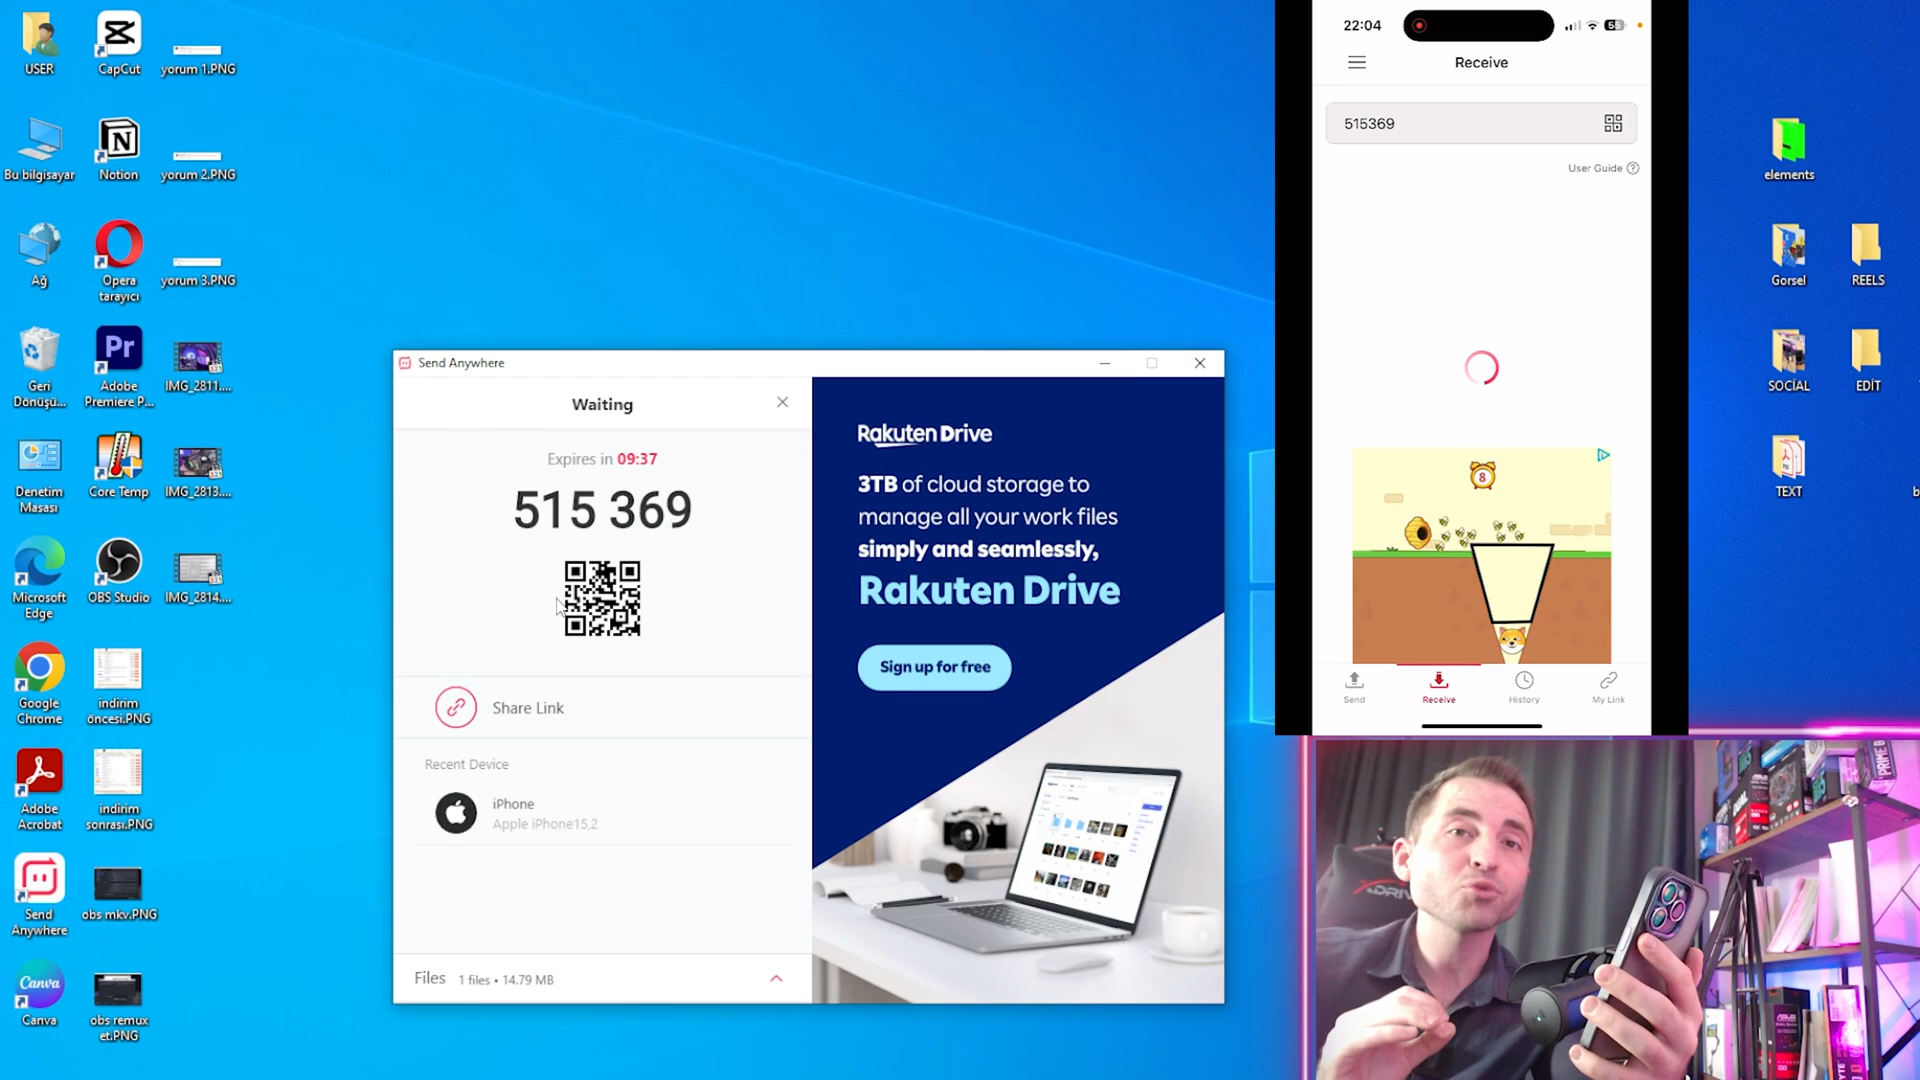 USER
CapCut
yorum 1.PNG
Bu bilgisayar
Notion
yorum 2.PNG
Ağ
Opera
tarayıcı
yorum 3.PNG
Geri
Dönüşü...
Adobe
Premiere P...
IMG_2811....
Denetim
Masası
Core Temp
IMG_2813....
Microsoft
Edge
OBS Studio
IMG_2814....
Google
Chrome
indirim
öncesi.PNG
Adobe
Acrobat
indirim
sonrası.PNG
Send
Anywhere
obs mkv.PNG
Canva
Canva
obs remux
et.PNG
Send Anywhere
Waiting
Expires in 09:37
515 369
Share Link
Recent Device
iPhone
Apple iPhone15,2
Files 1 files • 14.79 MB
Rakuten Drive
3TB of cloud storage to
manage all your work files
simply and seamlessly,
Rakuten Drive
Sign up for free
22:04
Receive
515369
User Guide
8
Send
Receive
History
My Link
elements
Gorsel
REELS
SOCİAL
EDİT
TEXT